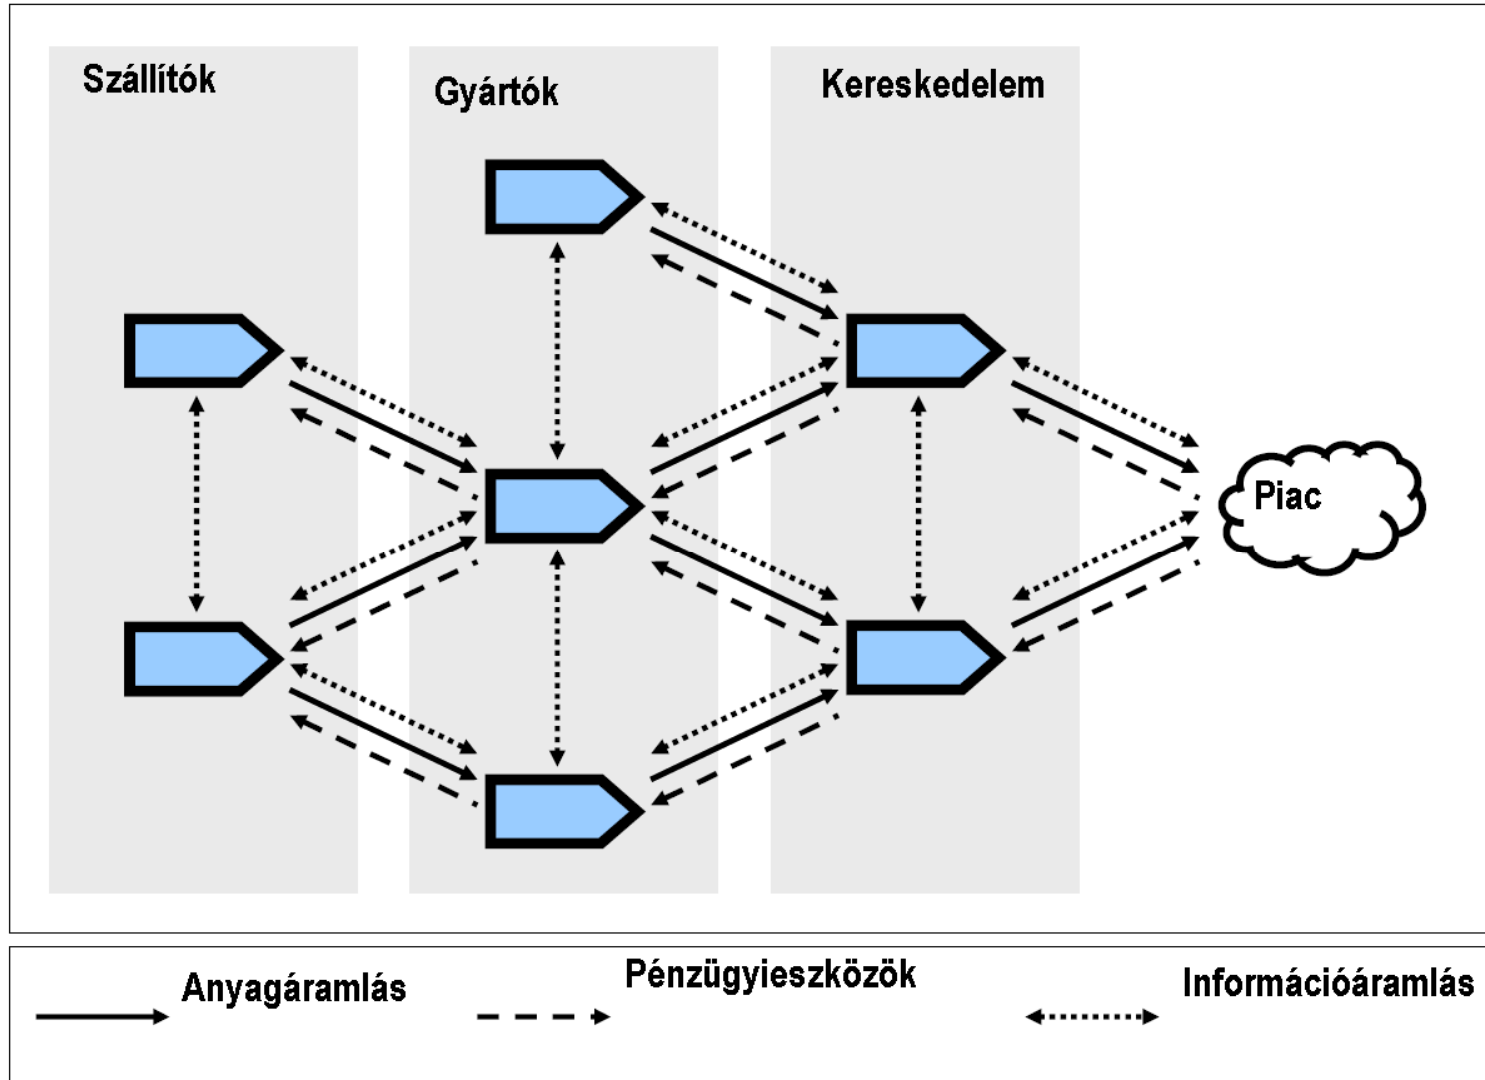 Szállítók
Gyártók
Kereskedelem
Piac
Anyagáramlás
Pénzügyieszközök
Információáramlás